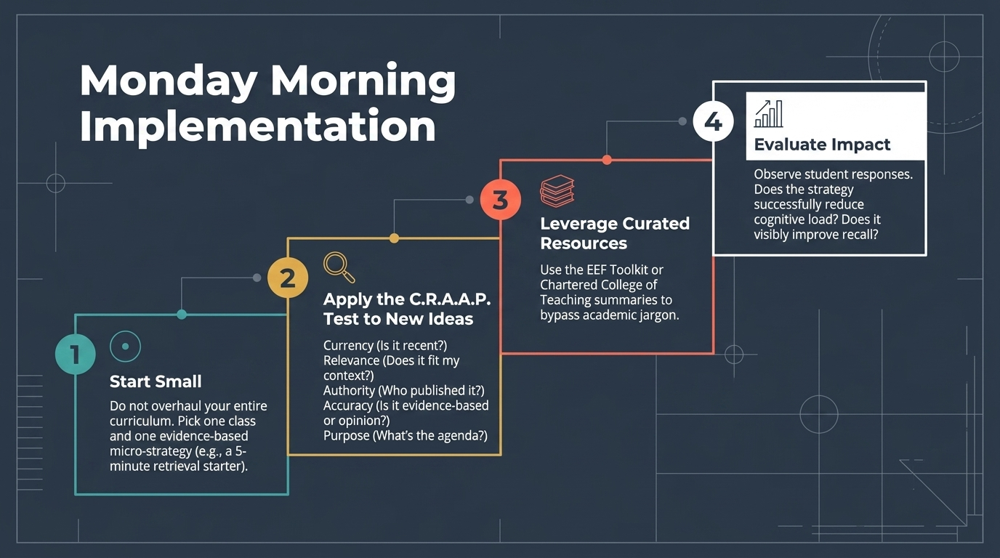 Monday Morning
Implementation
1
Start Small
Do not overhaul your entire
curriculum. Pick one class
and one evidence-based
micro-strategy (e.g., a 5-
minute retrieval starter).
2
Apply the C.R.A.A.P.
Test to New Ideas
Currency (Is it recent?)
Relevance (Does it fit my
context?)
Authority (Who published it?)
Accuracy (Is it evidence-based
or opinion?)
Purpose (What's the agenda?)
3
Leverage Curated
Resources
Use the EEF Toolkit or
Chartered College of
Teaching summaries to
bypass academic jargon.
4
Evaluate Impact
Observe student responses.
Does the strategy
successfully reduce
cognitive load? Does it
visibly improve recall?